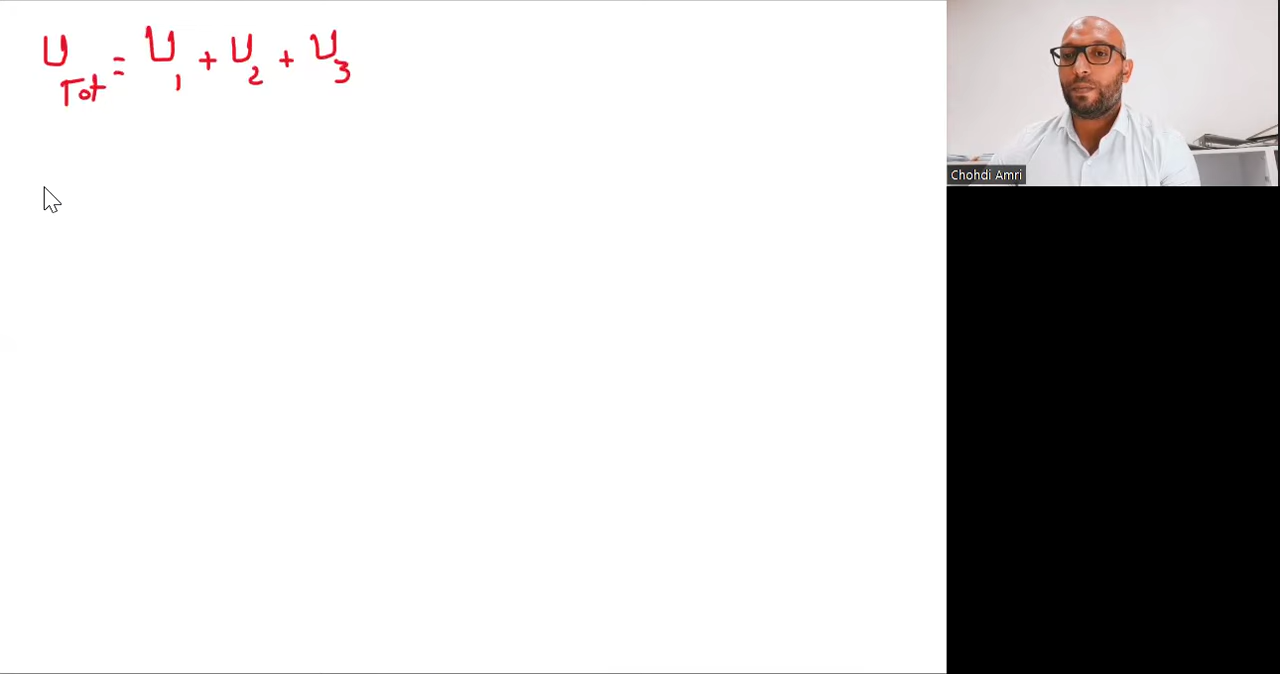 U_Tot = U_1 + U_2 + U_3
Chohdi Amri